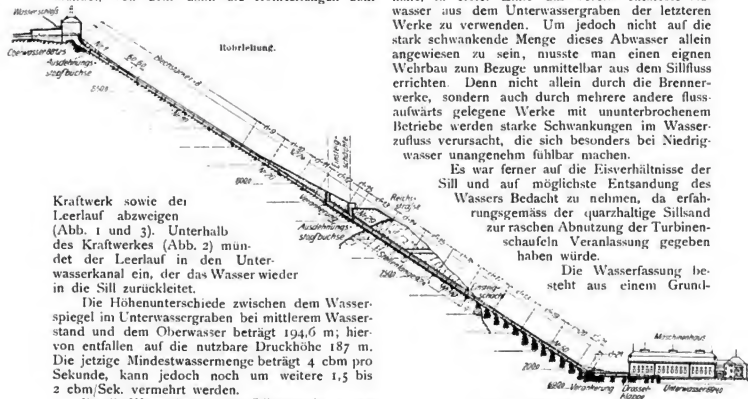 Wasserschloß
Rohrleitung.
Ausdehnungs-
stopfbüchse
Kraftwerk sowie der
Leerlauf abzweigen
(Abb. 1 und 3). Unterhalb
des Kraftwerkes (Abb. 2) mün-
det der Leerlauf in den Unter-
wasserkanal ein, der das Wasser wieder
in die Sill zurückleitet.
Die Höhenunterschiede zwischen dem Wasser-
spiegel im Unterwassergraben bei mittlerem Wasser-
stand und dem Oberwasser beträgt 194,6 m; hier-
von entfallen auf die nutzbare Druckhöhe 187 m.
Die jetzige Mindestwassermenge beträgt 4 cbm pro
Sekunde, kann jedoch noch um weitere 1,5 bis
2 cbm/Sek. vermehrt werden.
wasser aus dem Unterwassergraben der letzteren
Werke zu verwenden. Um jedoch nicht auf die
stark schwankende Menge dieses Abwasser allein
angewiesen zu sein, musste man einen eignen
Wehrbau zum Bezuge unmittelbar aus dem Sillfluss
errichten. Denn nicht allein durch die Brenner-
werke, sondern auch durch mehrere andere fluss-
aufwärts gelegene Werke mit ununterbrochenem
Betriebe werden starke Schwankungen im Wasser-
zufluss verursacht, die sich besonders bei Niedrig-
wasser unangenehm fühlbar machen.
Es war ferner auf die Eisverhältnisse der
Sill und auf möglichste Entsandung des
Wassers Bedacht zu nehmen, da erfah-
rungsgemäss der quarzhaltige Sillsand
zur raschen Abnutzung der Turbinen-
schaufeln Veranlassung gegeben
haben würde.
Die Wasserfassung be-
steht aus einem Grund-
Reichs-
straße
Ausdehnungs-
stopfbüchse
Einsteig-
schacht
Maschinenhaus
Verankerung
Drossel-
klappe
Unterwasser